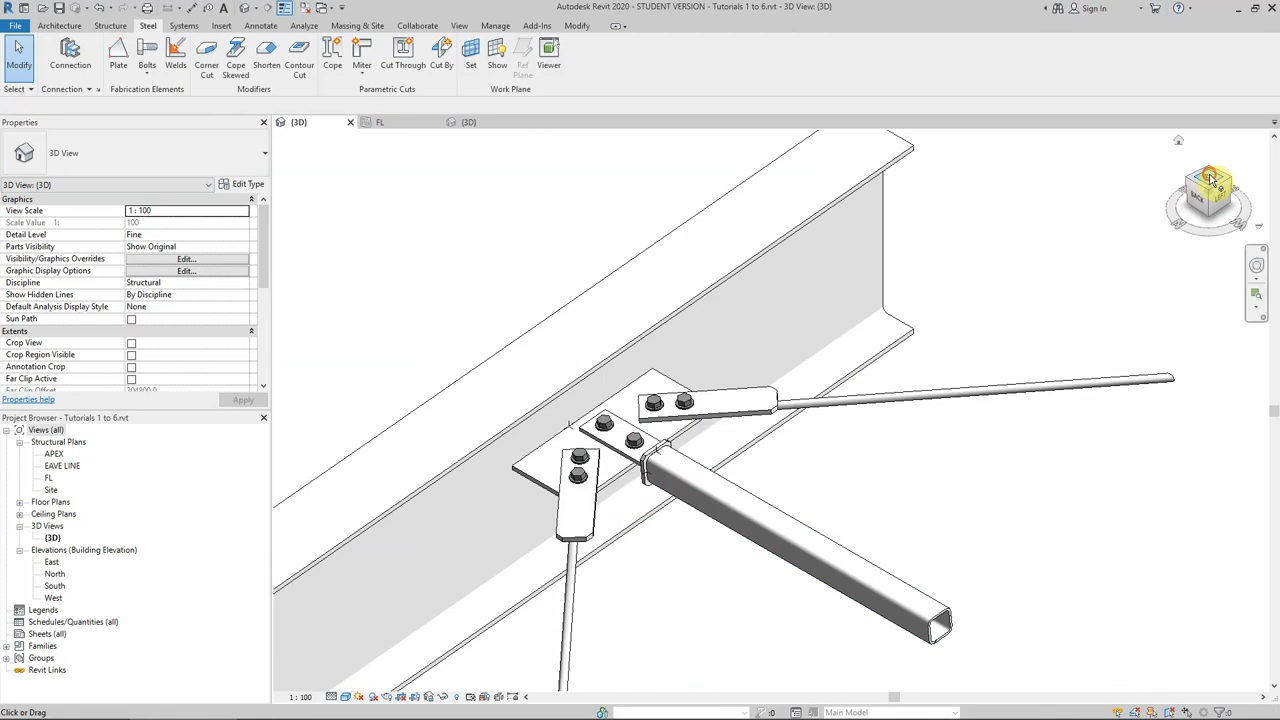 Autodesk Revit 2020 - STUDENT VERSION - Tutorials 1 to 6.rvt - 3D View: {3D}
Sign In
File Architecture Structure Steel Systems Insert Annotate Analyze Massing & Site Collaborate View Manage Add-Ins Modify
Modify Connection Plate Bolts Welds Corner Cut Cope Skewed Shorten Contour Cut Cope Miter Cut Through Cut By Set Show Ref Plane Viewer
Select Connection Fabrication Elements Modifiers Parametric Cuts Work Plane
Properties
{3D} FL {3D}
3D View
3D View: {3D} Edit Type
Graphics
View Scale 1 : 100
Scale Value 1: 100
Detail Level Fine
Parts Visibility Show Original
Visibility/Graphics Overrides Edit...
Graphic Display Options Edit...
Discipline Structural
Show Hidden Lines By Discipline
Default Analysis Display Style None
Sun Path
Extents
Crop View
Crop Region Visible
Annotation Crop
Far Clip Active
Far Clip Offset 304800.0
Properties help Apply
Project Browser - Tutorials 1 to 6.rvt
Views (all)
Structural Plans
APEX
EAVE LINE
FL
Site
Floor Plans
Ceiling Plans
3D Views
{3D}
Elevations (Building Elevation)
East
North
South
West
Legends
Schedules/Quantities (all)
Sheets (all)
Families
Groups
Revit Links
BACK LEFT
1 : 100
Click or Drag :0 Main Model :0